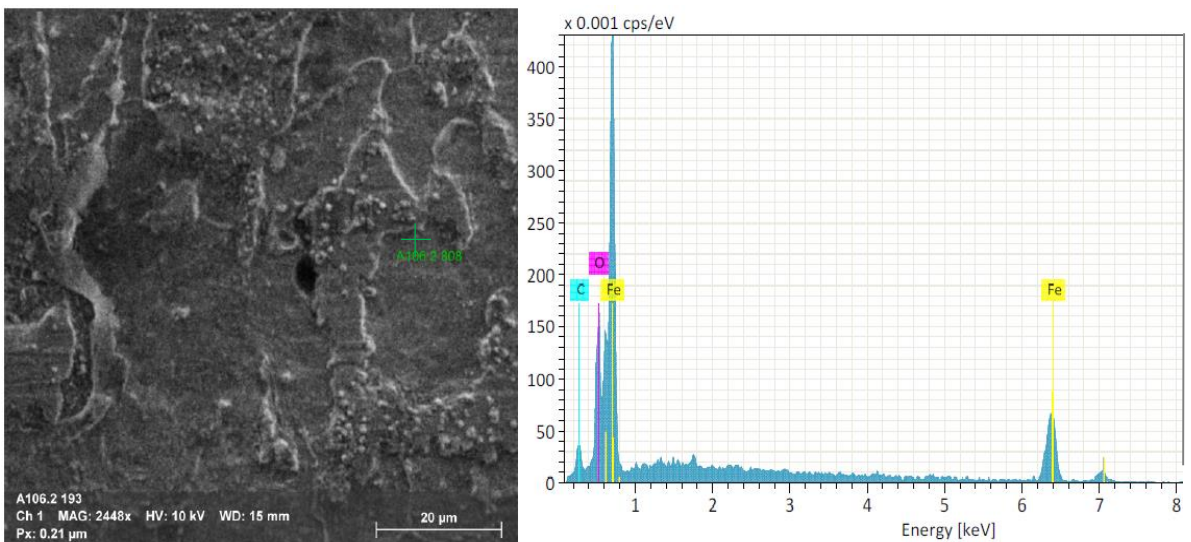 A106.2 808
A106.2 193
Ch 1 MAG: 2448x HV: 10 kV WD: 15 mm
Px: 0.21 µm
20 µm
x 0.001 cps/eV
400
350
300
250
200
150
100
50
0
C
O
Fe
Fe
1
2
3
4
5
6
7
8
Energy [keV]